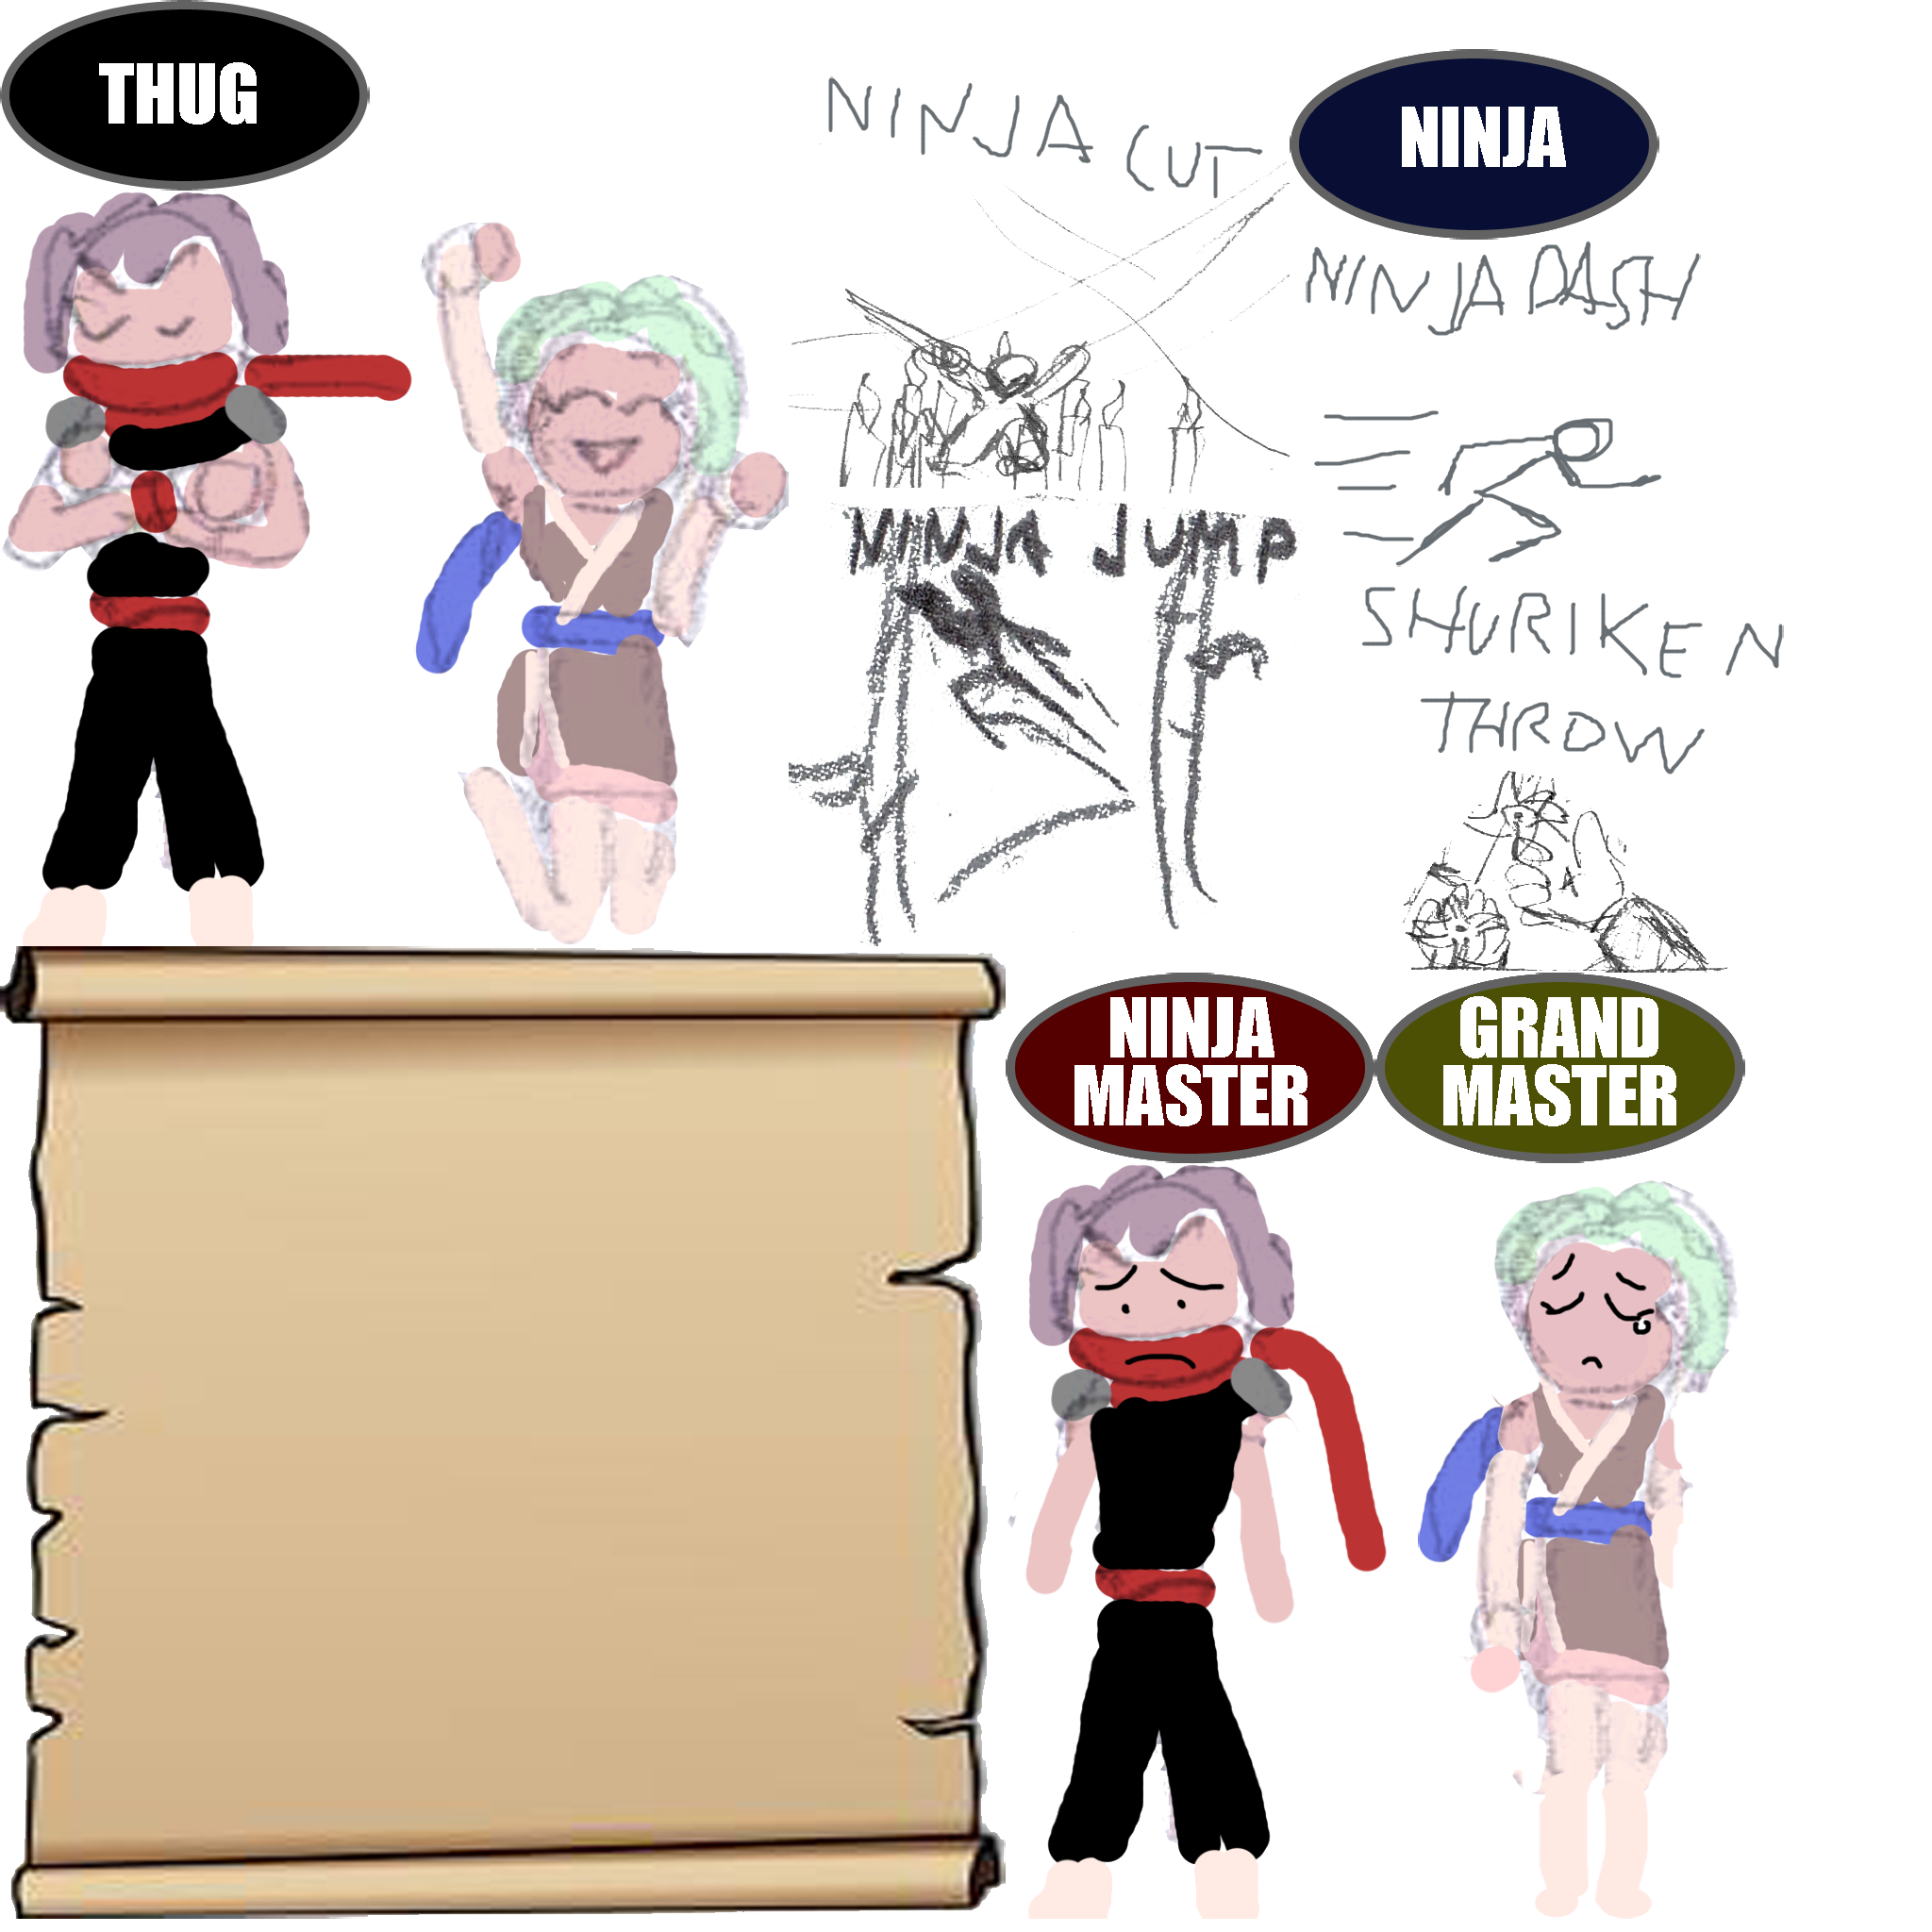 THUG
NINJA CUT
NINJA
NINJA DASH
NINJA JUMP
SHURIKEN
THROW
NINJA
MASTER
GRAND
MASTER